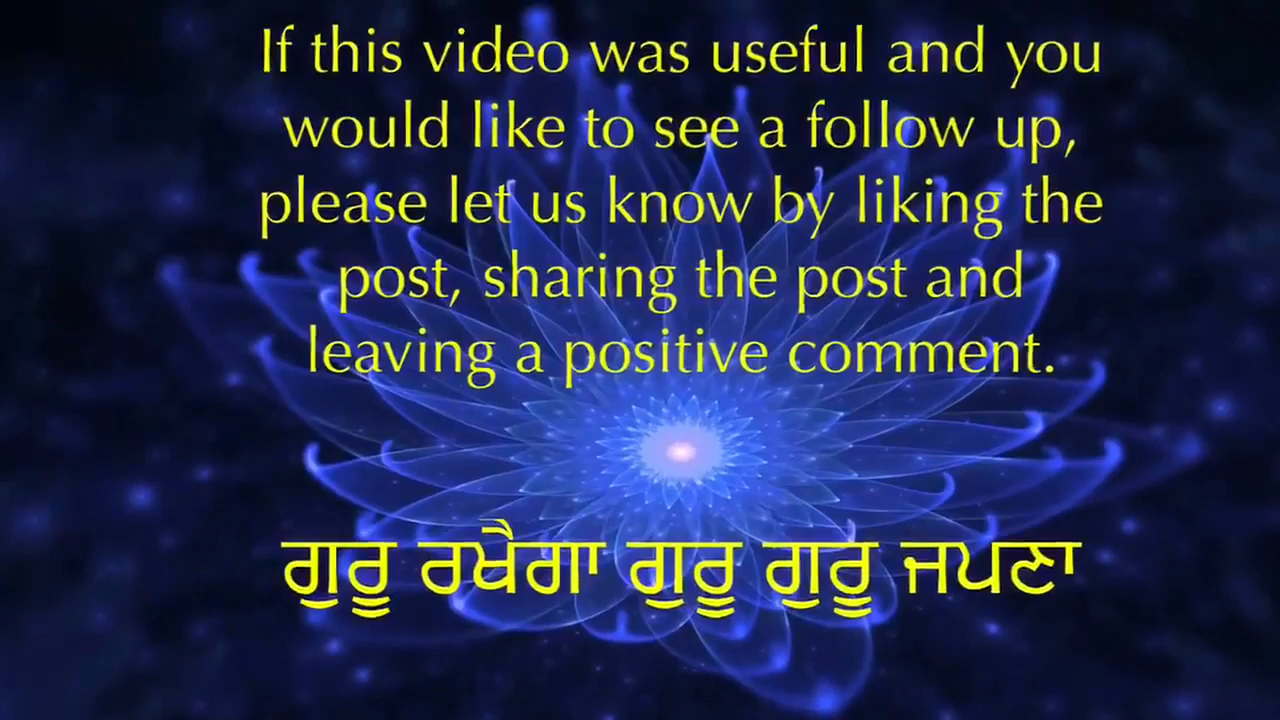 If this video was useful and you
would like to see a follow up,
please let us know by liking the
post, sharing the post and
leaving a positive comment.
ਗੁਰੂ ਰਖੈਗਾ ਗੁਰੂ ਗੁਰੂ ਜਪਣਾ